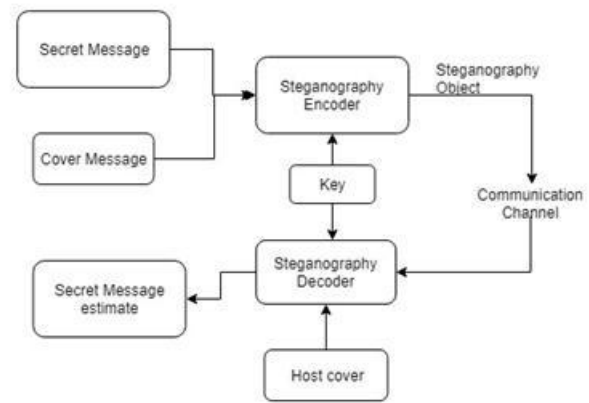 Secret Message
Steganography
Encoder
Steganography
Object
Cover Message
Key
Communication
Channel
Steganography
Decoder
Secret Message
estimate
Host cover